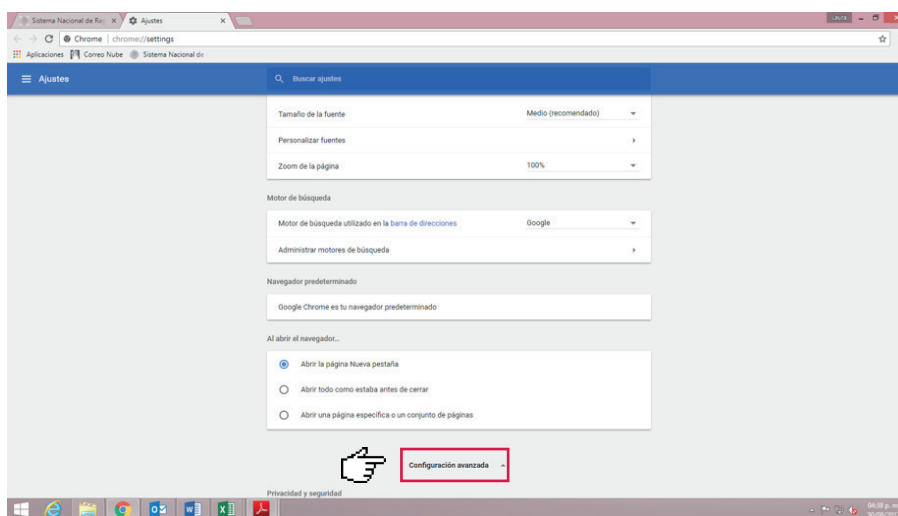 Sistema Nacional de Re
Ajustes
Chrome | chrome://settings
Aplicaciones Correo Nube Sistema Nacional de
Ajustes
Buscar ajustes
Tamaño de la fuente Medio (recomendado)
Personalizar fuentes
Zoom de la página 100%
Motor de búsqueda
Motor de búsqueda utilizado en la barra de direcciones Google
Administrar motores de búsqueda
Navegador predeterminado
Google Chrome es tu navegador predeterminado
Al abrir el navegador...
Abrir la página Nueva pestaña
Abrir todo como estaba antes de cerrar
Abrir una página específica o un conjunto de páginas
Configuración avanzada
Privacidad y seguridad
04:38 p.m.